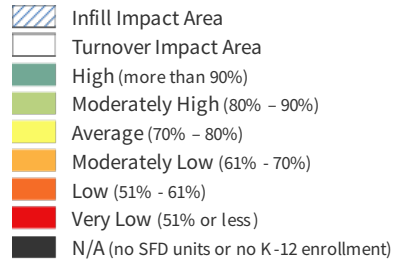 Infill Impact Area
Turnover Impact Area
High (more than 90%)
Moderately High (80% – 90%)
Average (70% – 80%)
Moderately Low (61% - 70%)
Low (51% - 61%)
Very Low (51% or less)
N/A (no SFD units or no K-12 enrollment)